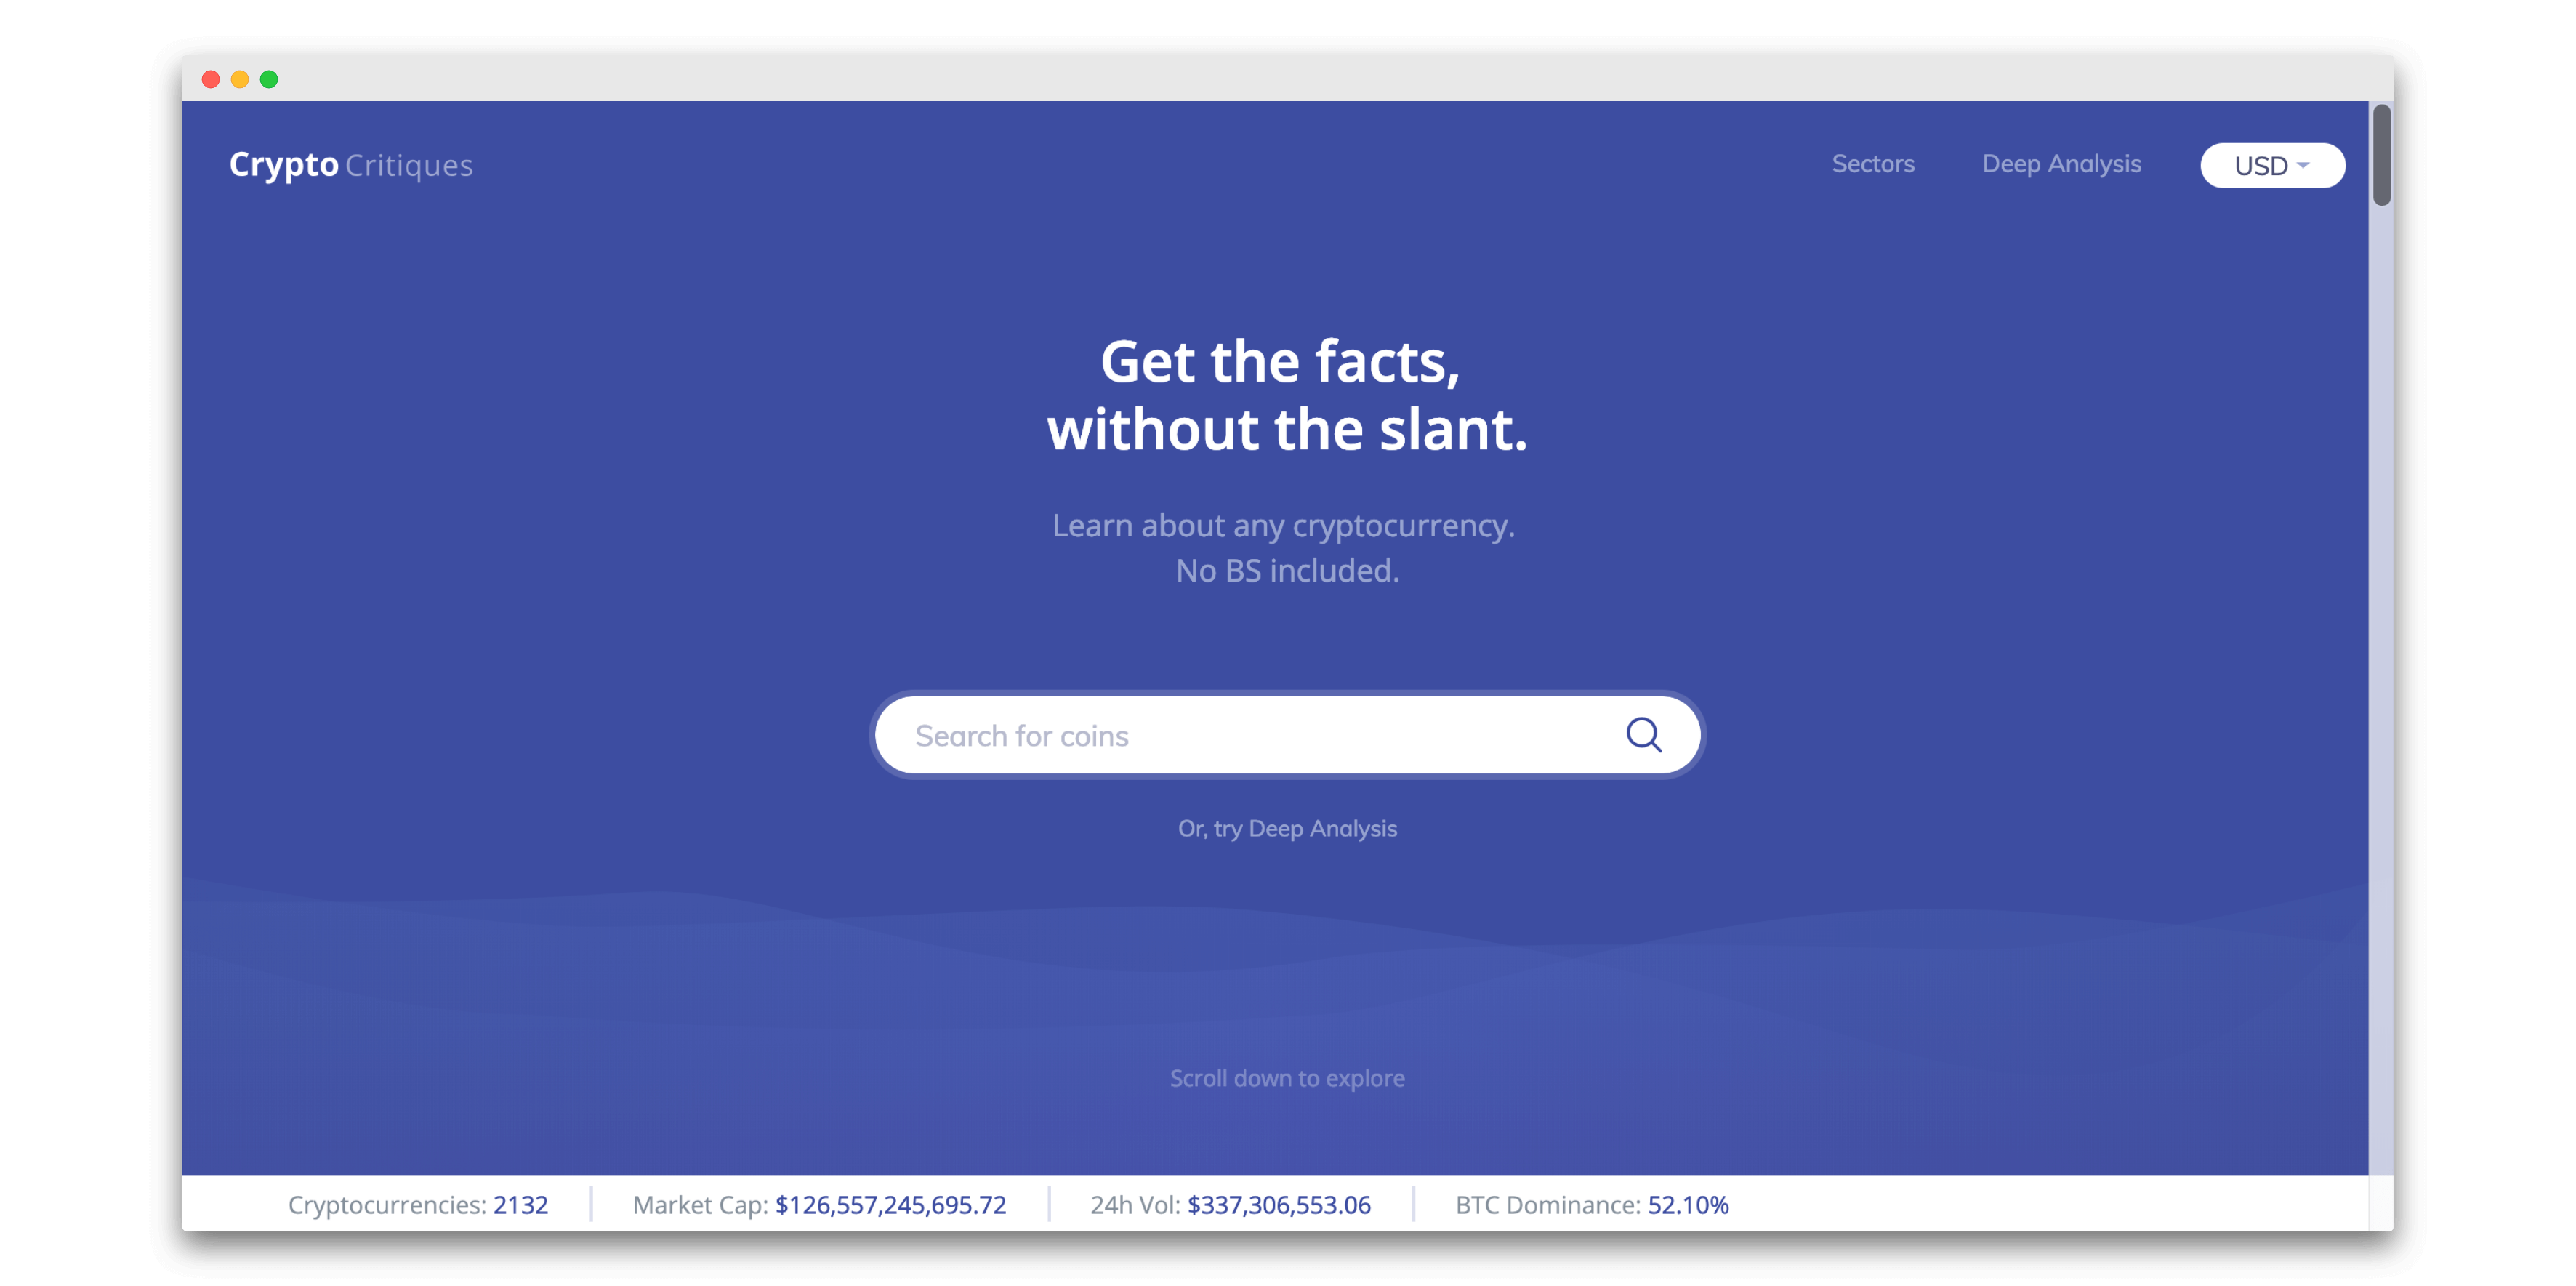 Crypto Critiques
Sectors
Deep Analysis
USD
Get the facts,
without the slant.
Learn about any cryptocurrency.
No BS included.
Search for coins
Or, try Deep Analysis
Scroll down to explore
Cryptocurrencies: 2132
Market Cap: $126,557,245,695.72
24h Vol: $337,306,553.06
BTC Dominance: 52.10%